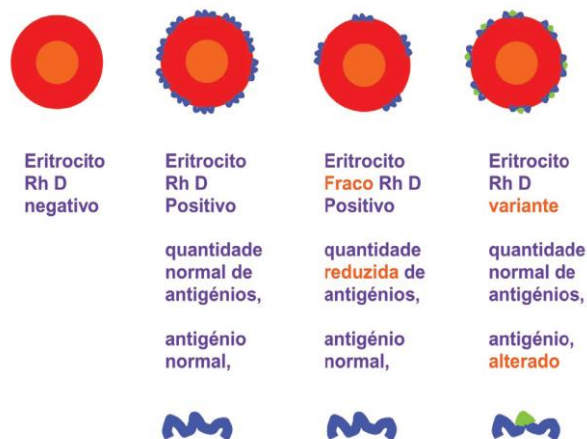 Eritrocito
Rh D
negativo
Eritrocito
Rh D
Positivo
quantidade
normal de
antigénios,
antigénio
normal,
Eritrocito
Fraco Rh D
Positivo
quantidade
reduzida de
antigénios,
antigénio
normal,
Eritrocito
Rh D
variante
quantidade
normal de
antigénios,
antigénio,
alterado